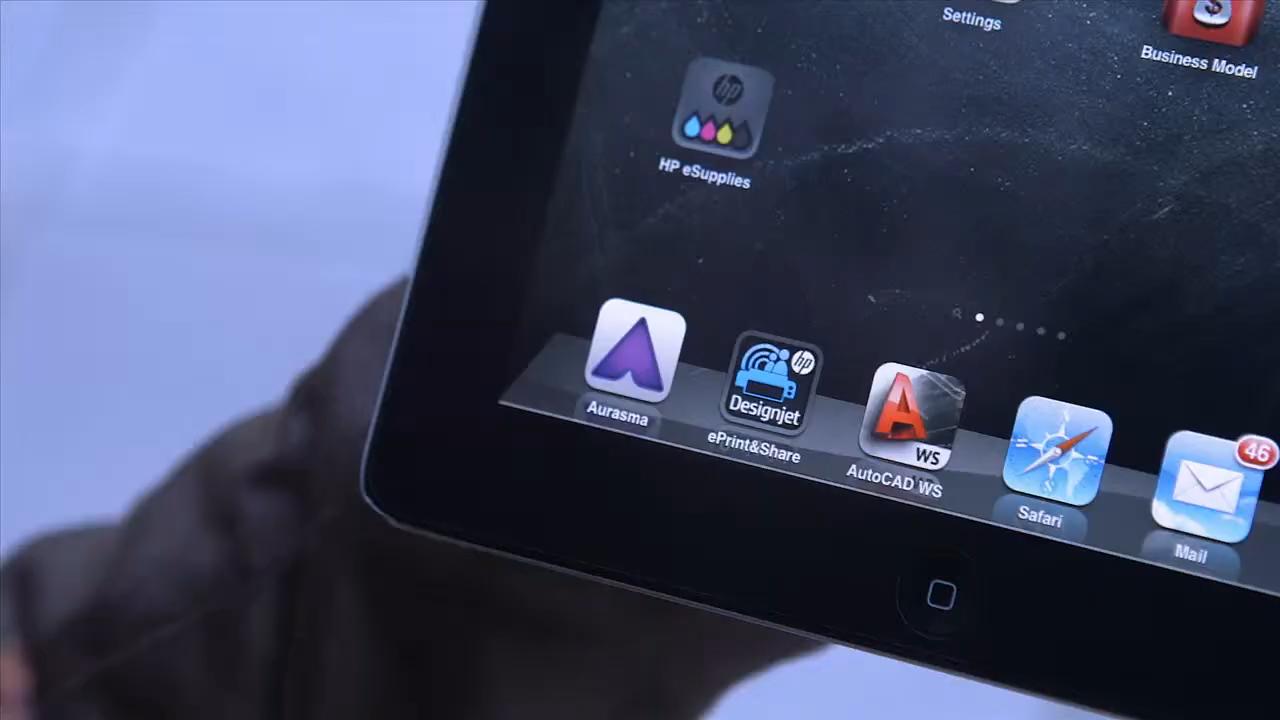 Settings
Business Model
hp
HP eSupplies
hp
Designjet
WS
46
Aurasma
ePrint&Share
AutoCAD WS
Safari
Mail